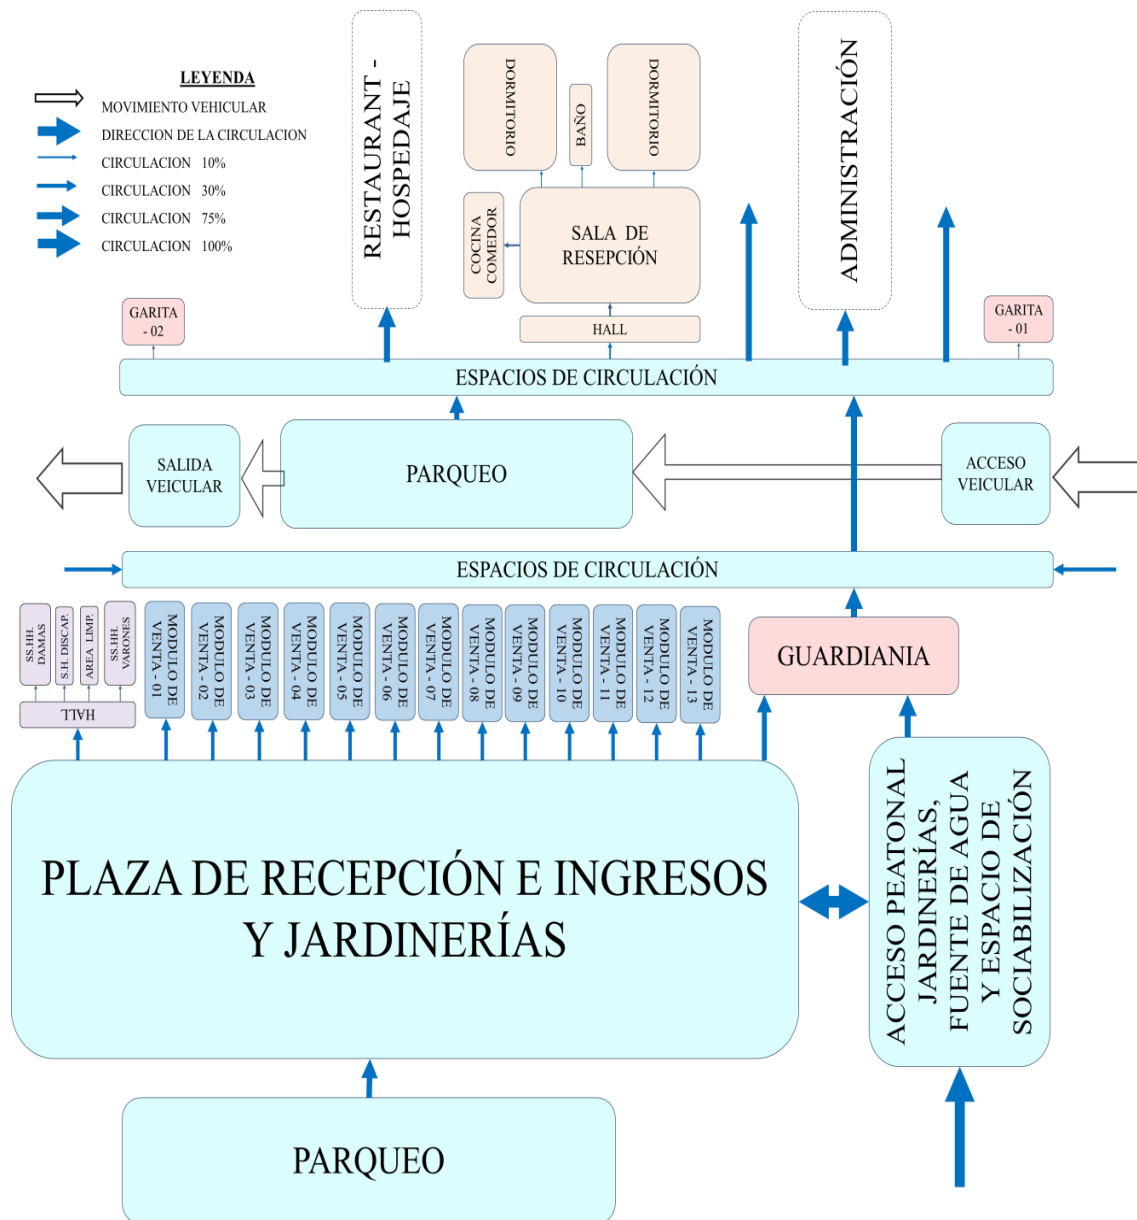 LEYENDA
MOVIMIENTO VEHICULAR
DIRECCION DE LA CIRCULACION
CIRCULACION 10%
CIRCULACION 30%
CIRCULACION 75%
CIRCULACION 100%
RESTAURANT -
HOSPEDAJE
DORMITORIO
BAÑO
DORMITORIO
COCINA
COMEDOR
SALA DE
RESEPCIÓN
HALL
ADMINISTRACIÓN
GARITA
- 02
GARITA
- 01
ESPACIOS DE CIRCULACIÓN
SALIDA
VEICULAR
PARQUEO
ACCESO
VEICULAR
ESPACIOS DE CIRCULACIÓN
SS.HH.
DAMAS
S.H. DISCAP.
AREA LIMP.
SS.HH.
VARONES
HALL
MODULO DE
VENTA - 01
MODULO DE
VENTA - 02
MODULO DE
VENTA - 03
MODULO DE
VENTA - 04
MODULO DE
VENTA - 05
MODULO DE
VENTA - 06
MODULO DE
VENTA - 07
MODULO DE
VENTA - 08
MODULO DE
VENTA - 09
MODULO DE
VENTA - 10
MODULO DE
VENTA - 11
MODULO DE
VENTA - 12
MODULO DE
VENTA - 13
GUARDIANIA
PLAZA DE RECEPCIÓN E INGRESOS
Y JARDINERÍAS
ACCESO PEATONAL
JARDINERÍAS,
FUENTE DE AGUA
Y ESPACIO DE
SOCIABILIZACIÓN
PARQUEO